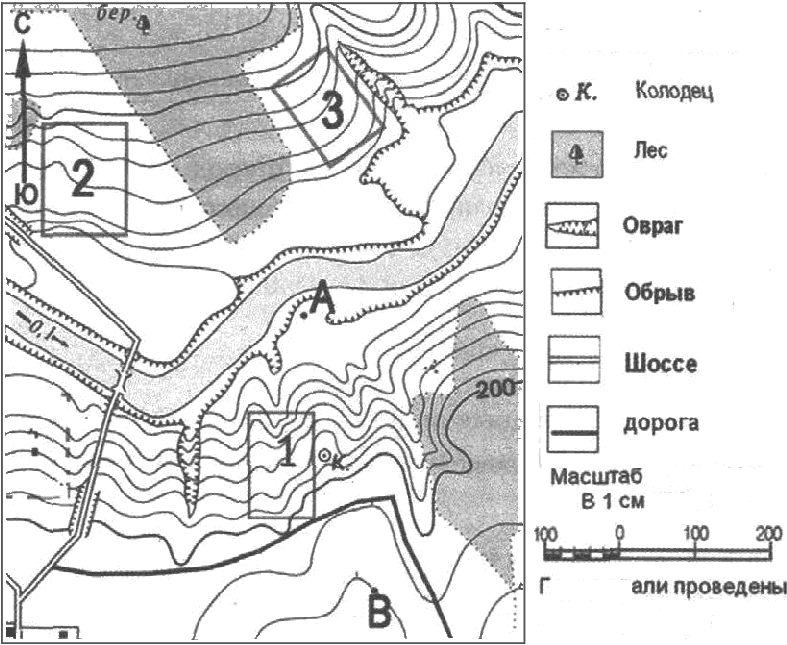 С
бер.
3
2
Ю
А
0,1
200
1
К.
В
К. Колодец
Лес
Овраг
Обрыв
Шоссе
дорога
Масштаб
В 1 см
100 0 100 200
Г али проведены